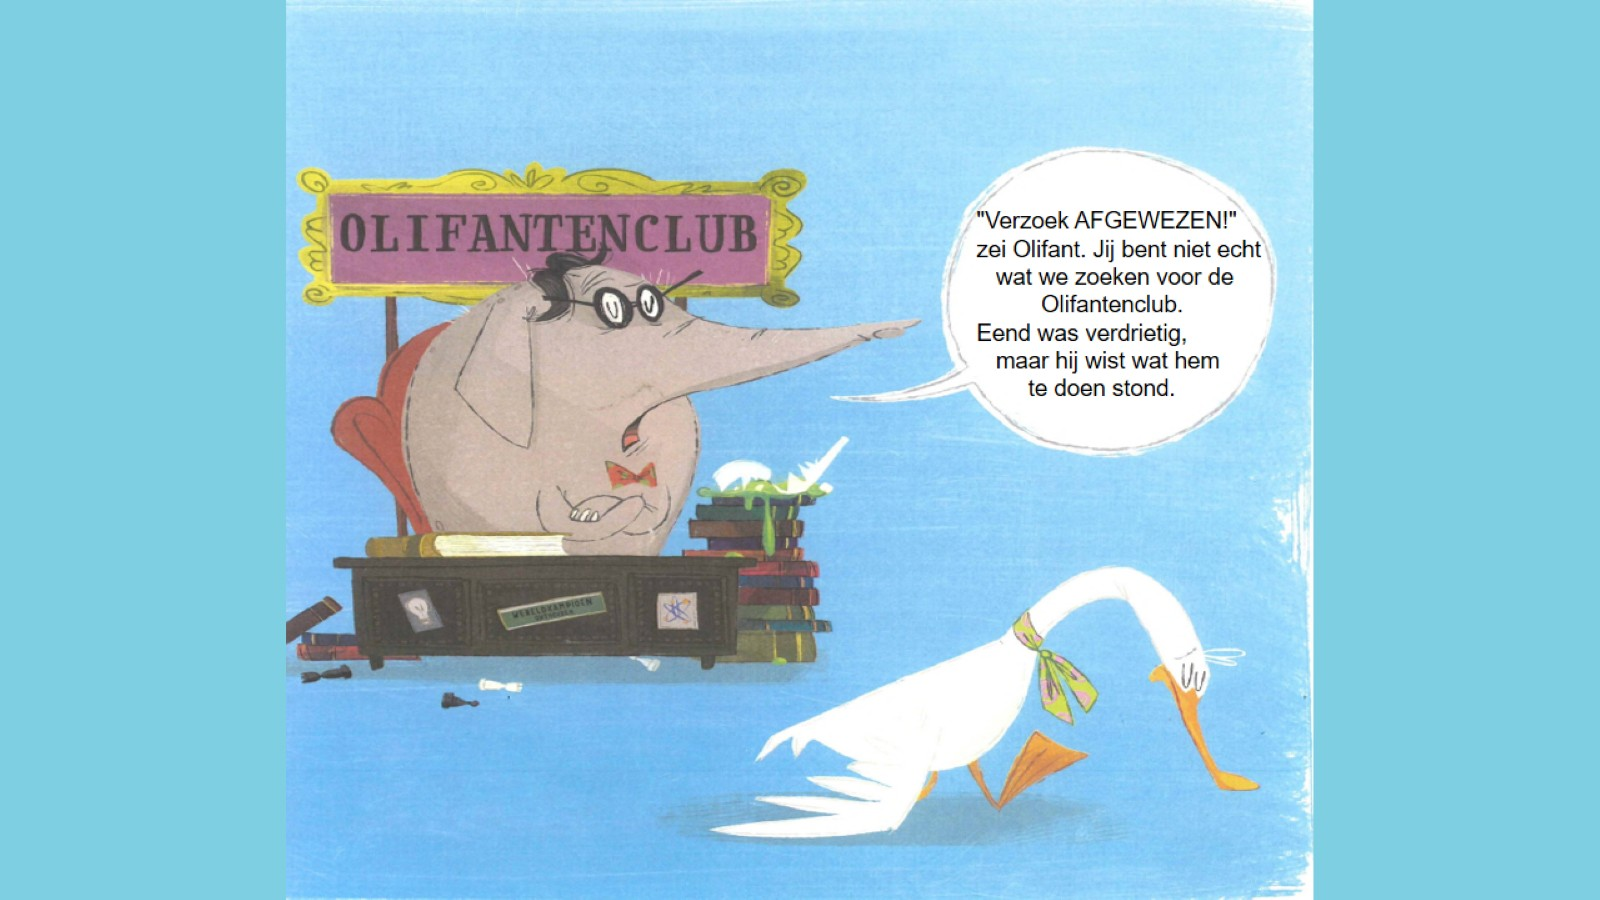 OLIFANTENCLUB
"Verzoek AFGEWEZEN!"
zei Olifant. Jij bent niet echt
wat we zoeken voor de
Olifantenclub.
Eend was verdrietig,
maar hij wist wat hem
te doen stond.
WERELDKAMPIOEN